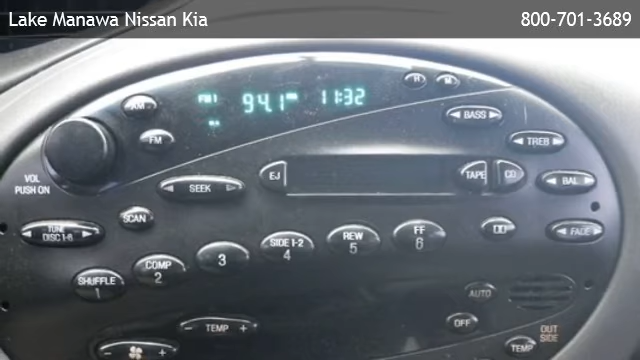 Lake Manawa Nissan Kia
800-701-3689
FM1 94.1 11:32
H M
AM
FM
BASS
TREB
VOL
PUSH ON
SEEK
EJ
TAPE
CD
BAL
TUNE
DISC 1-6
SCAN
SIDE 1-2
4
REW
5
FF
6
FADE
SHUFFLE
1
COMP
2
3
AUTO
TEMP
OFF
OUT
SIDE
TEMP